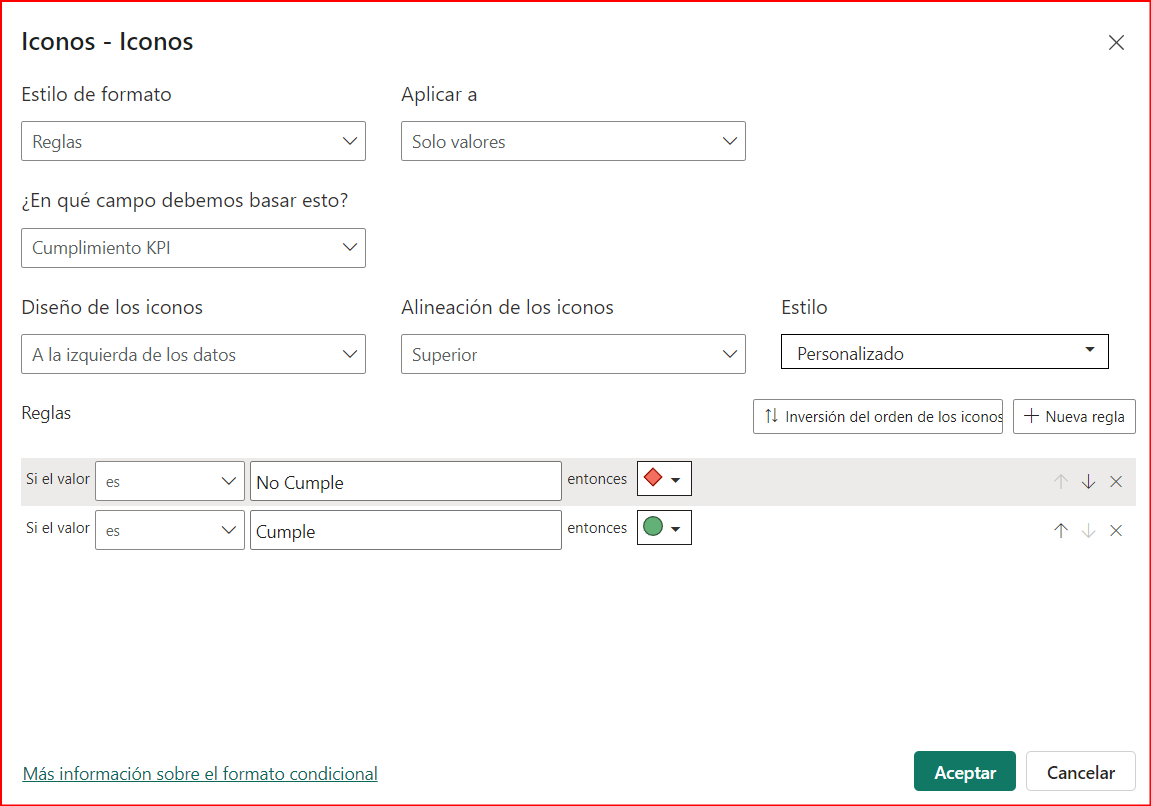 Iconos - Iconos
Estilo de formato
Aplicar a
Reglas
Solo valores
¿En qué campo debemos basar esto?
Cumplimiento KPI
Diseño de los iconos
Alineación de los iconos
Estilo
A la izquierda de los datos
Superior
Personalizado
Reglas
Inversión del orden de los iconos
Nueva regla
Si el valor es No Cumple entonces
Si el valor es Cumple entonces
Más información sobre el formato condicional
Aceptar
Cancelar